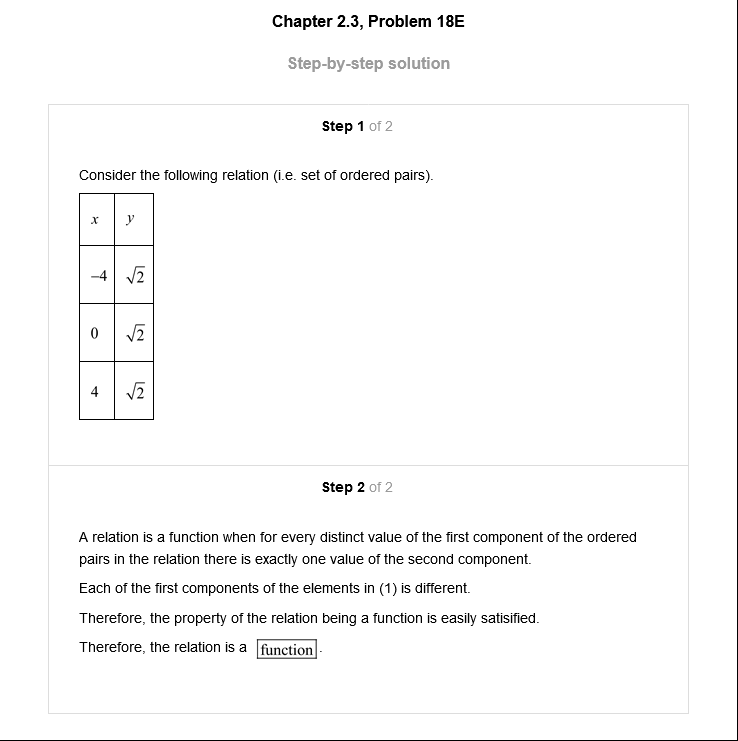 Chapter 2.3, Problem 18E
Step-by-step solution
Step 1 of 2
Consider the following relation (i.e. set of ordered pairs).
x y
−4 √2
0 √2
4 √2
Step 2 of 2
A relation is a function when for every distinct value of the first component of the ordered
pairs in the relation there is exactly one value of the second component.
Each of the first components of the elements in (1) is different.
Therefore, the property of the relation being a function is easily satisified.
Therefore, the relation is a function.